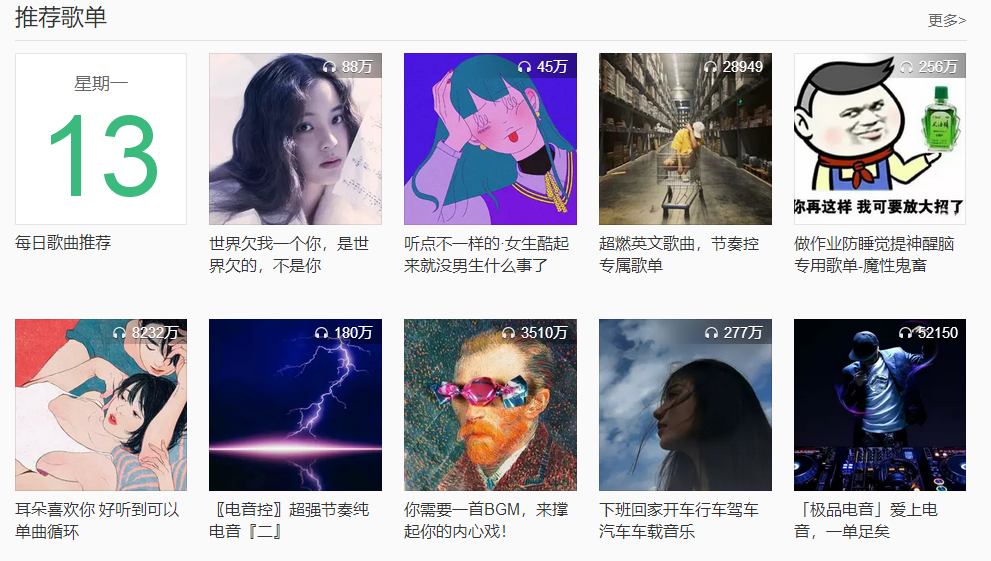 推荐歌单
更多>
星期一
13
88万
45万
28949
256万
你再这样 我可要放大招了
每日歌曲推荐
世界欠我一个你，是世
界欠的，不是你
听点不一样的·女生酷起
来就没男生什么事了
超燃英文歌曲，节奏控
专属歌单
做作业防睡觉提神醒脑
专用歌单-魔性鬼畜
8232万
180万
3510万
277万
52150
耳朵喜欢你 好听到可以
单曲循环
〖电音控〗超强节奏纯
电音『二』
你需要一首BGM，来撑
起你的内心戏！
下班回家开车行车驾车
汽车车载音乐
「极品电音」爱上电
音，一单足矣